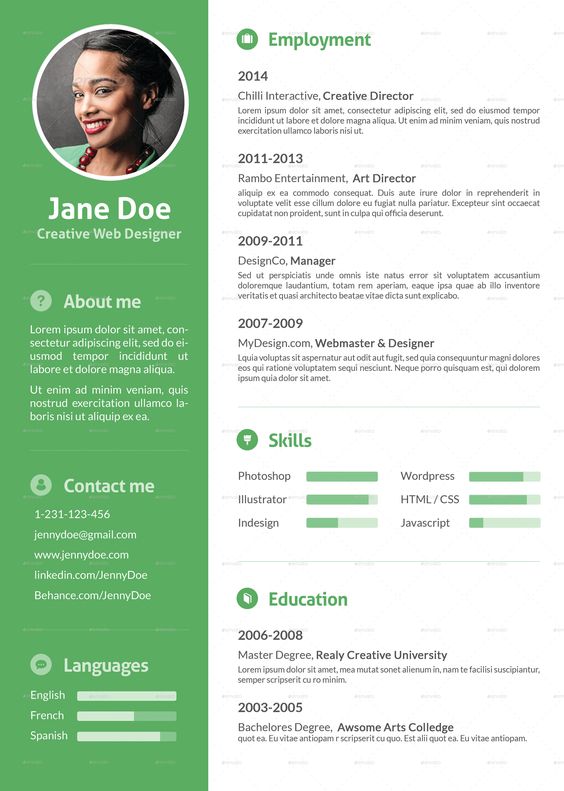 Jane Doe
Creative Web Designer
About me
Lorem ipsum dolor sit amet, con-
sectetur adipiscing elit, sed do ei-
usmod tempor incididunt ut
labore et dolore magna aliqua.
Ut enim ad minim veniam, quis
nostrud exercitation ullamco la-
boris nisi ut aliquip ex ea.
Contact me
1-231-123-456
jennydoe@gmail.com
www.jennydoe.com
linkedin.com/JennyDoe
Behance.com/JennyDoe
Languages
English
French
Spanish
Employment
2014
Chilli Interactive, Creative Director
Lorem ipsum dolor sit amet, consectetur adipiscing elit, sed do eiusmod tempor
incididunt ut labore et dolore magna aliqua. Ut enim ad minim veniam, quis nostrud
exercitation ullamco laboris nisi ut.
2011-2013
Rambo Entertainment, Art Director
aliquip ex ea commodo consequat. Duis aute irure dolor in reprehenderit in
voluptate velit esse cillum dolore eu fugiat nulla pariatur. Excepteur sint occaecat
cupidatat non proident, sunt in culpa qui officia deserunt.
2009-2011
DesignCo, Manager
Sed ut perspiciatis unde omnis iste natus error sit voluptatem accusantium
doloremque laudantium, totam rem aperiam, eaque ipsa quae ab illo inventore
veritatis et quasi architecto beatae vitae dicta sunt explicabo.
2007-2009
MyDesign.com, Webmaster & Designer
Lquia voluptas sit aspernatur aut odit aut fugit, sed quia consequuntur magni dolores
eos qui ratione voluptatem sequi nesciunt. Neque porro quisquam est, qui dolorem
ipsum quia dolor sit amet.
Skills
Photoshop
Illustrator
Indesign
Wordpress
HTML / CSS
Javascript
Education
2006-2008
Master Degree, Realy Creative University
Lorem ipsum dolor sit amet, mea mutat sonet alienum in, nam te facilisi suscipiantur,
semper scripserit cu ro minim.
2003-2005
Bachelores Degree, Awsome Arts Colledge
quot ea. Eu vitae antiopam r scripserit cu quo. Est alii quot ea. Eu vitae antiopam.